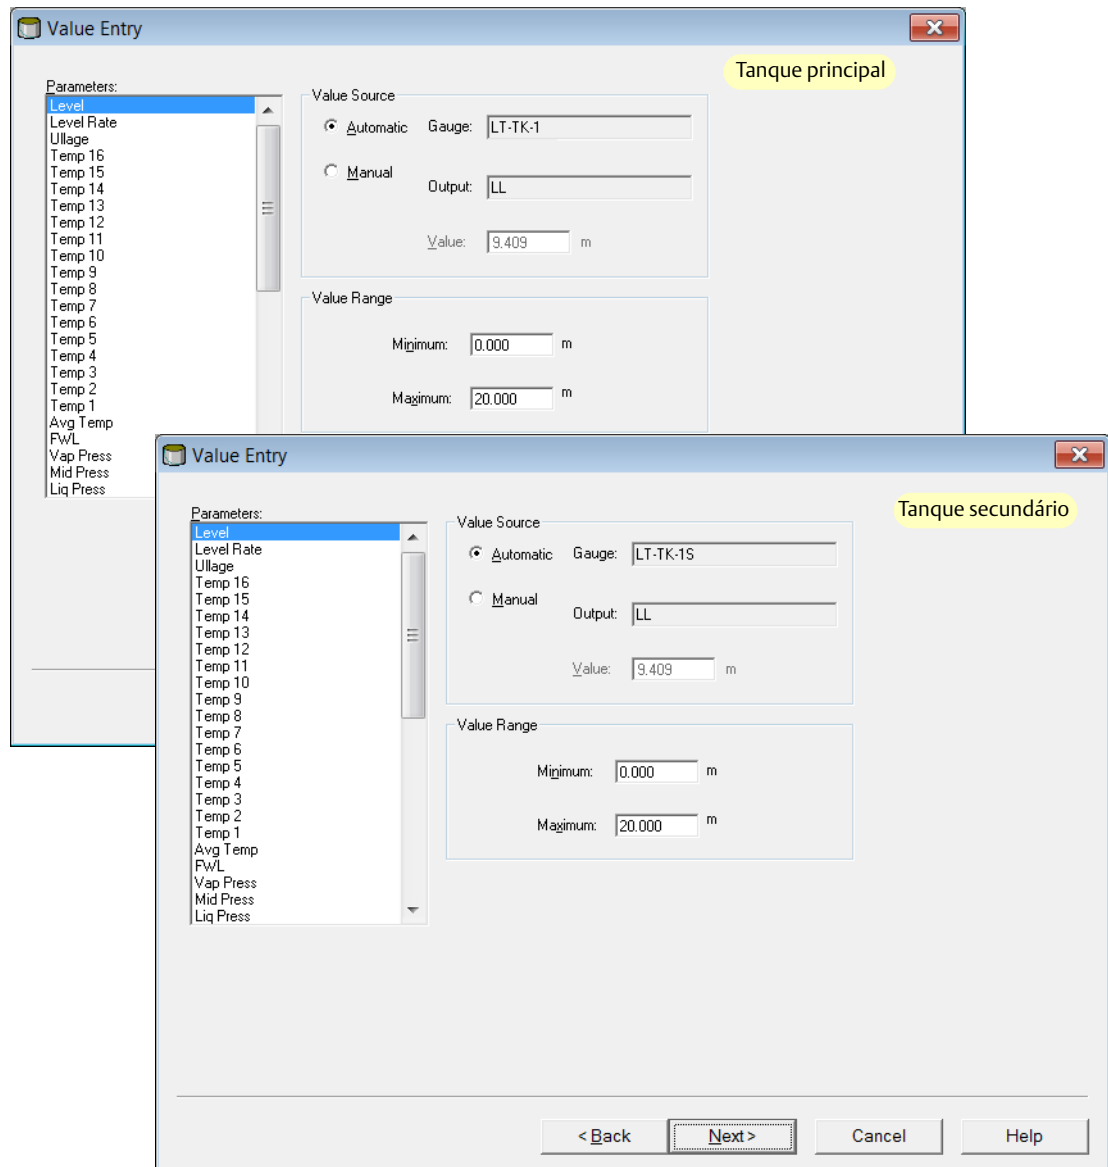 Value Entry
Tanque principal
Parameters:
Level
Level Rate
Ullage
Temp 16
Temp 15
Temp 14
Temp 13
Temp 12
Temp 11
Temp 10
Temp 9
Temp 8
Temp 7
Temp 6
Temp 5
Temp 4
Temp 3
Temp 2
Temp 1
Avg Temp
FWL
Vap Press
Mid Press
Liq Press
Value Source
Automatic Gauge: LT-TK-1
Manual
Output: LL
Value: 9.409 m
Value Range
Minimum: 0.000 m
Maximum: 20.000 m
Value Entry
Tanque secundário
Parameters:
Level
Level Rate
Ullage
Temp 16
Temp 15
Temp 14
Temp 13
Temp 12
Temp 11
Temp 10
Temp 9
Temp 8
Temp 7
Temp 6
Temp 5
Temp 4
Temp 3
Temp 2
Temp 1
Avg Temp
FWL
Vap Press
Mid Press
Liq Press
Value Source
Automatic Gauge: LT-TK-1S
Manual
Output: LL
Value: 9.409 m
Value Range
Minimum: 0.000 m
Maximum: 20.000 m
< Back Next > Cancel Help